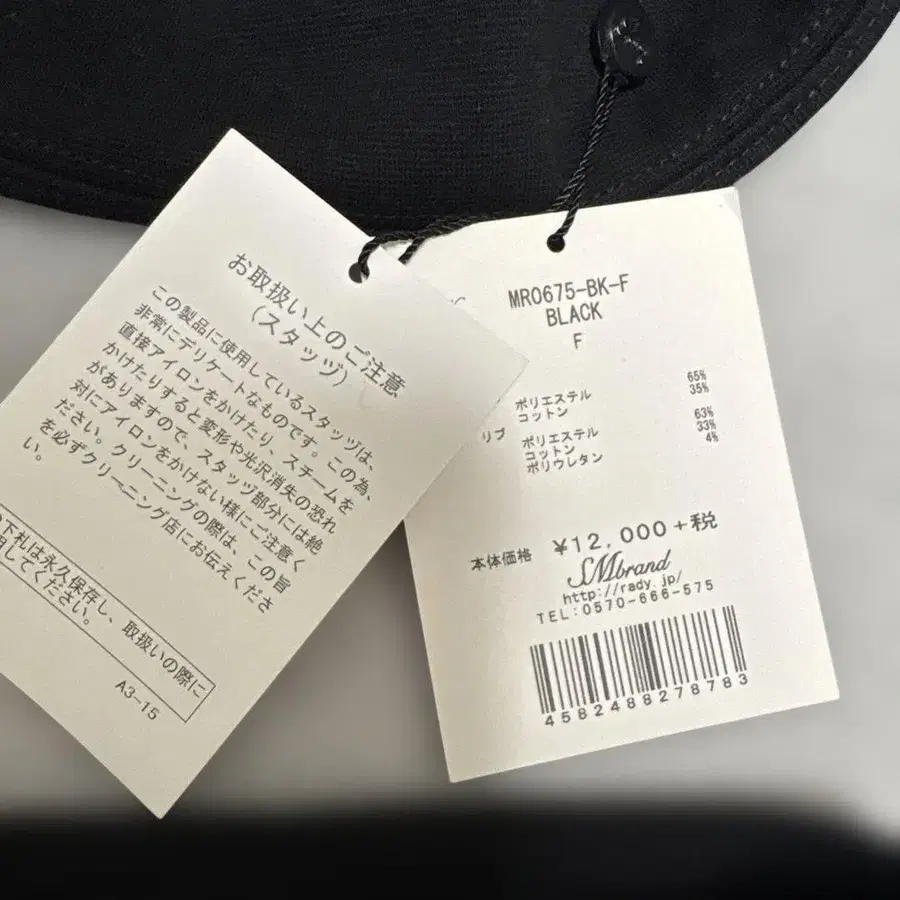 お取扱い上のご注意
(スタッツ)
この製品に使用しているスタッツは、
非常にデリケートなものです。この為、
直接アイロンをかけたり、スチームを
かけたりすると変形や光沢消失の恐れ
がありますので、スタッツ部分には絶
対にアイロンをかけない様にご注意く
ださい。クリーニングの際は、この旨
を必ずクリーニング店にお伝えくださ
い。
下札は永久保存し、取扱いの際に
してください。
A3-15
MR0675-BK-F
BLACK
F
ポリエステル 65%
コットン 35%
リブ ポリエステル 63%
コットン 33%
ポリウレタン 4%
本体価格 ¥12,000+税
SMbrand
http://rady.jp/
TEL:0570-666-575
4582488278783